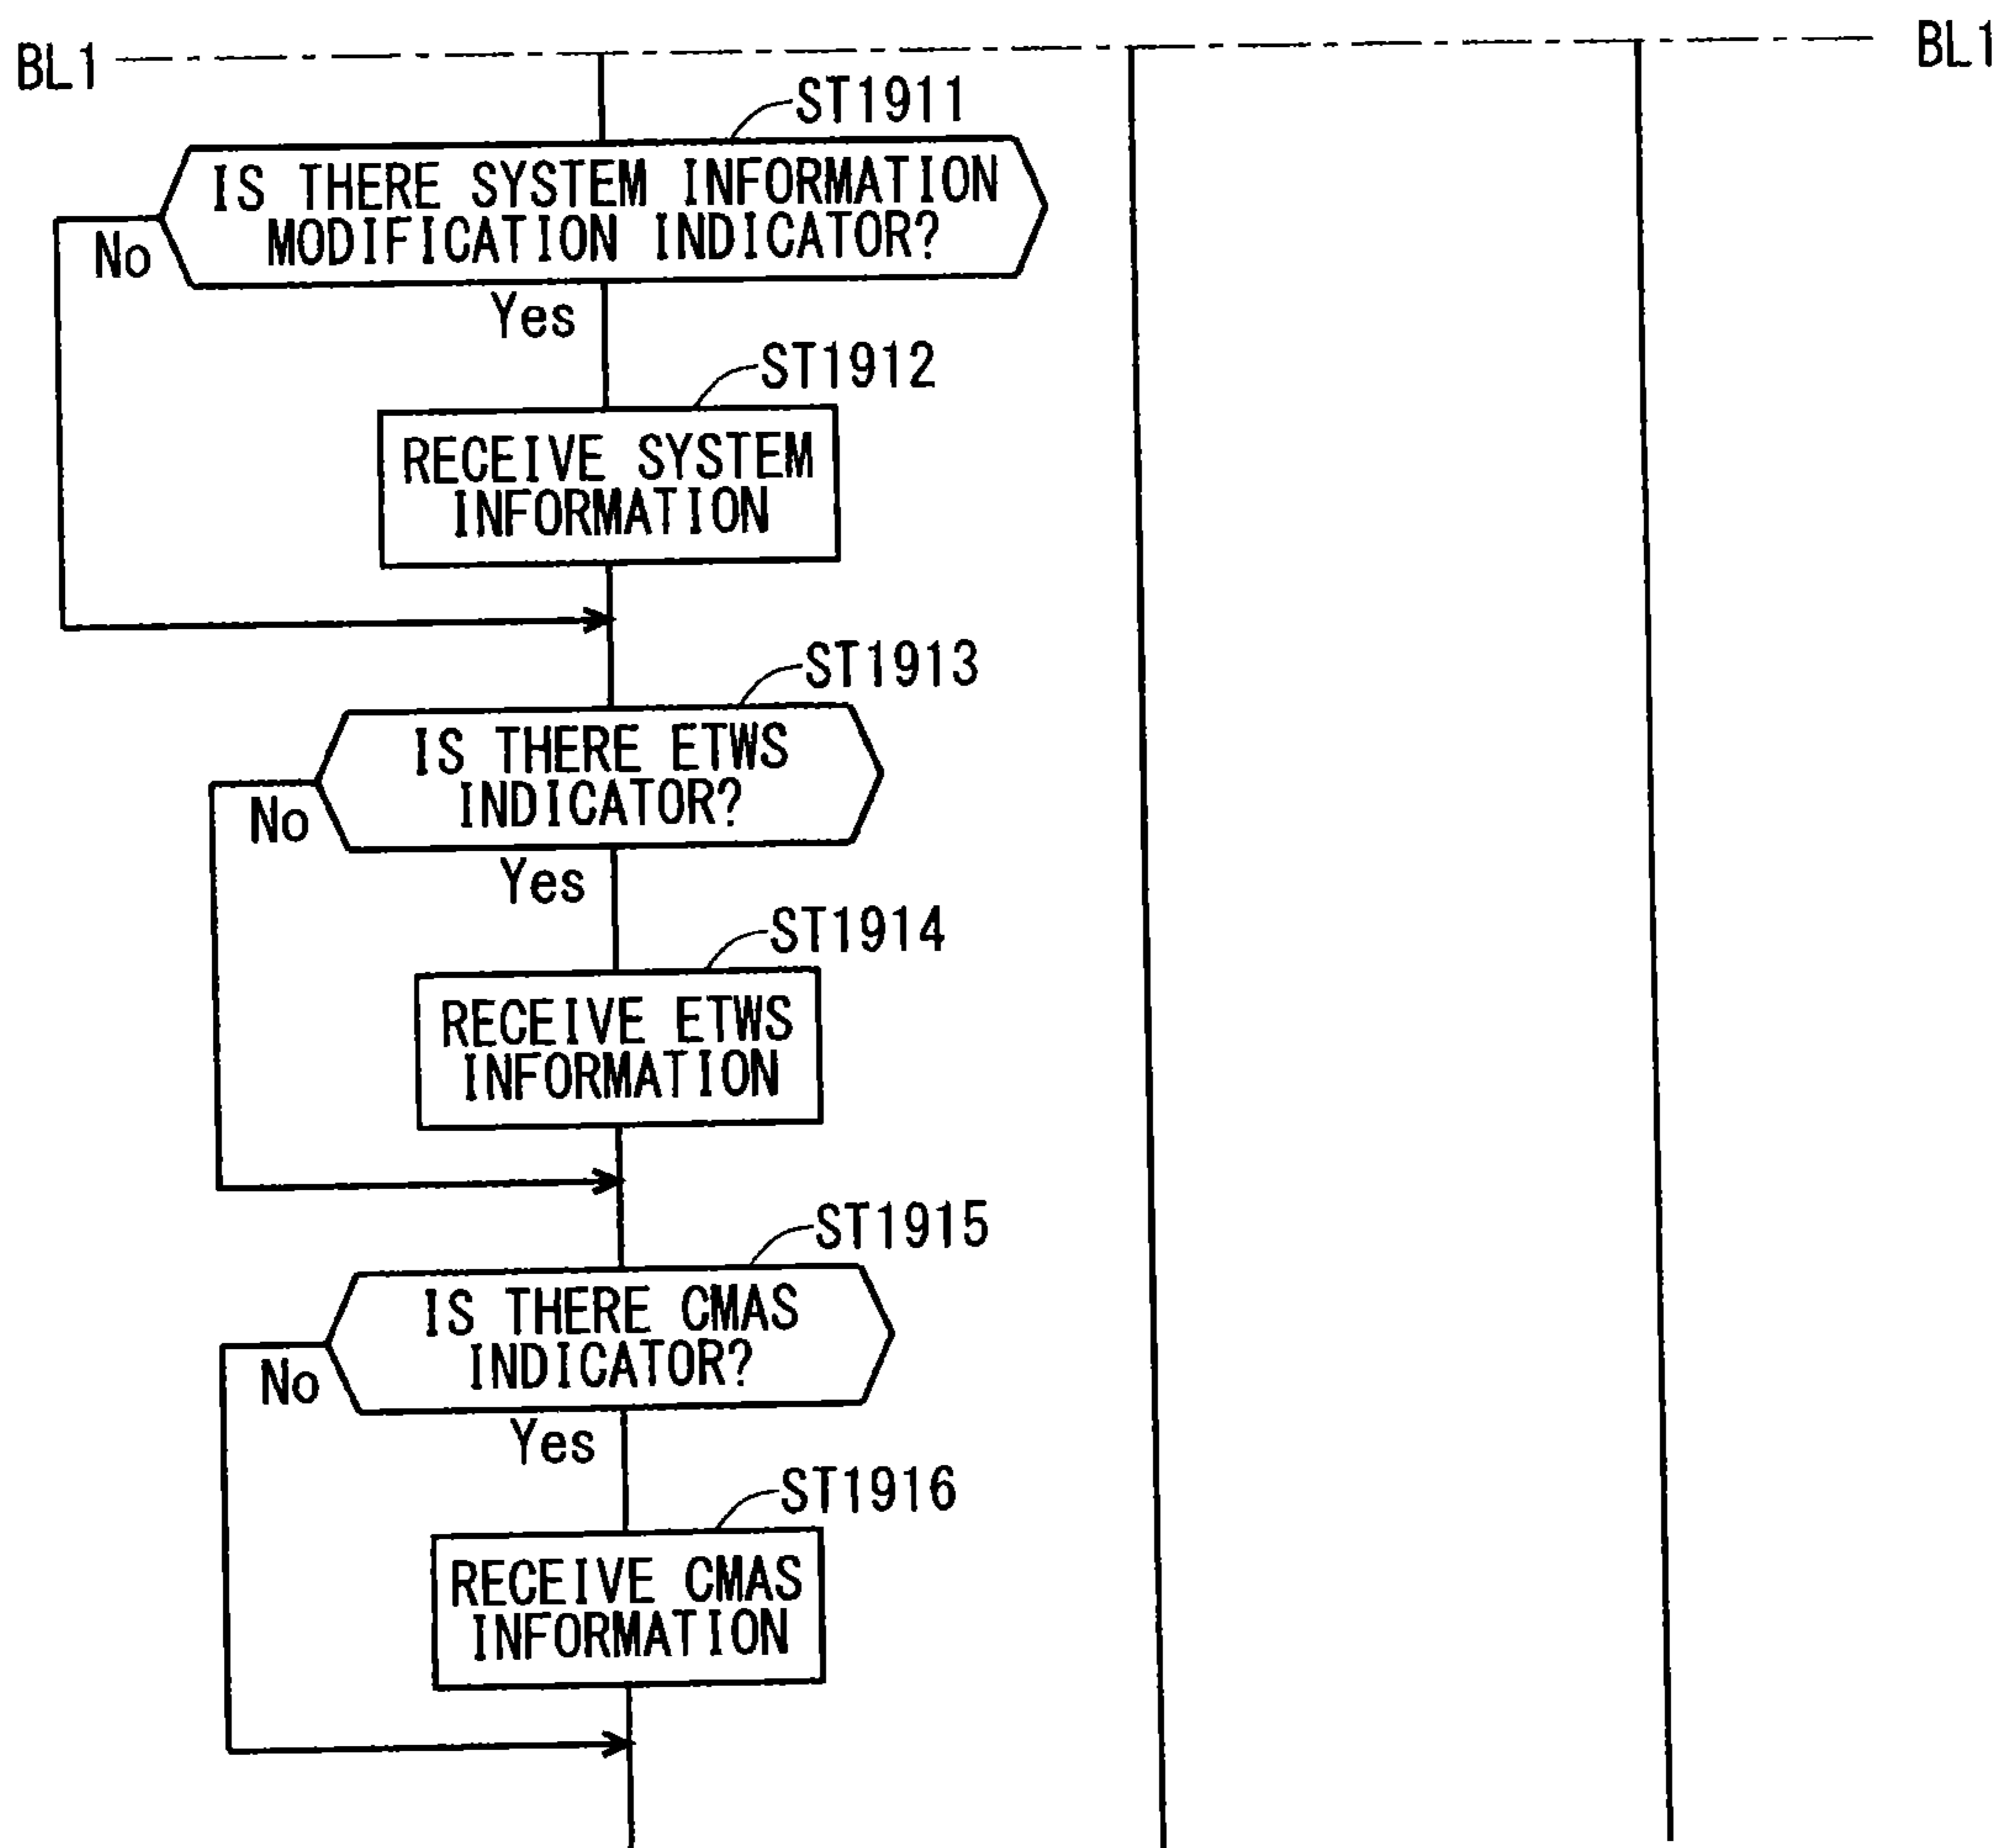 BL1
BL1
ST1911
IS THERE SYSTEM INFORMATION
MODIFICATION INDICATOR?
No
Yes
ST1912
RECEIVE SYSTEM
INFORMATION
ST1913
IS THERE ETWS
INDICATOR?
No
Yes
ST1914
RECEIVE ETWS
INFORMATION
ST1915
IS THERE CMAS
INDICATOR?
No
Yes
ST1916
RECEIVE CMAS
INFORMATION